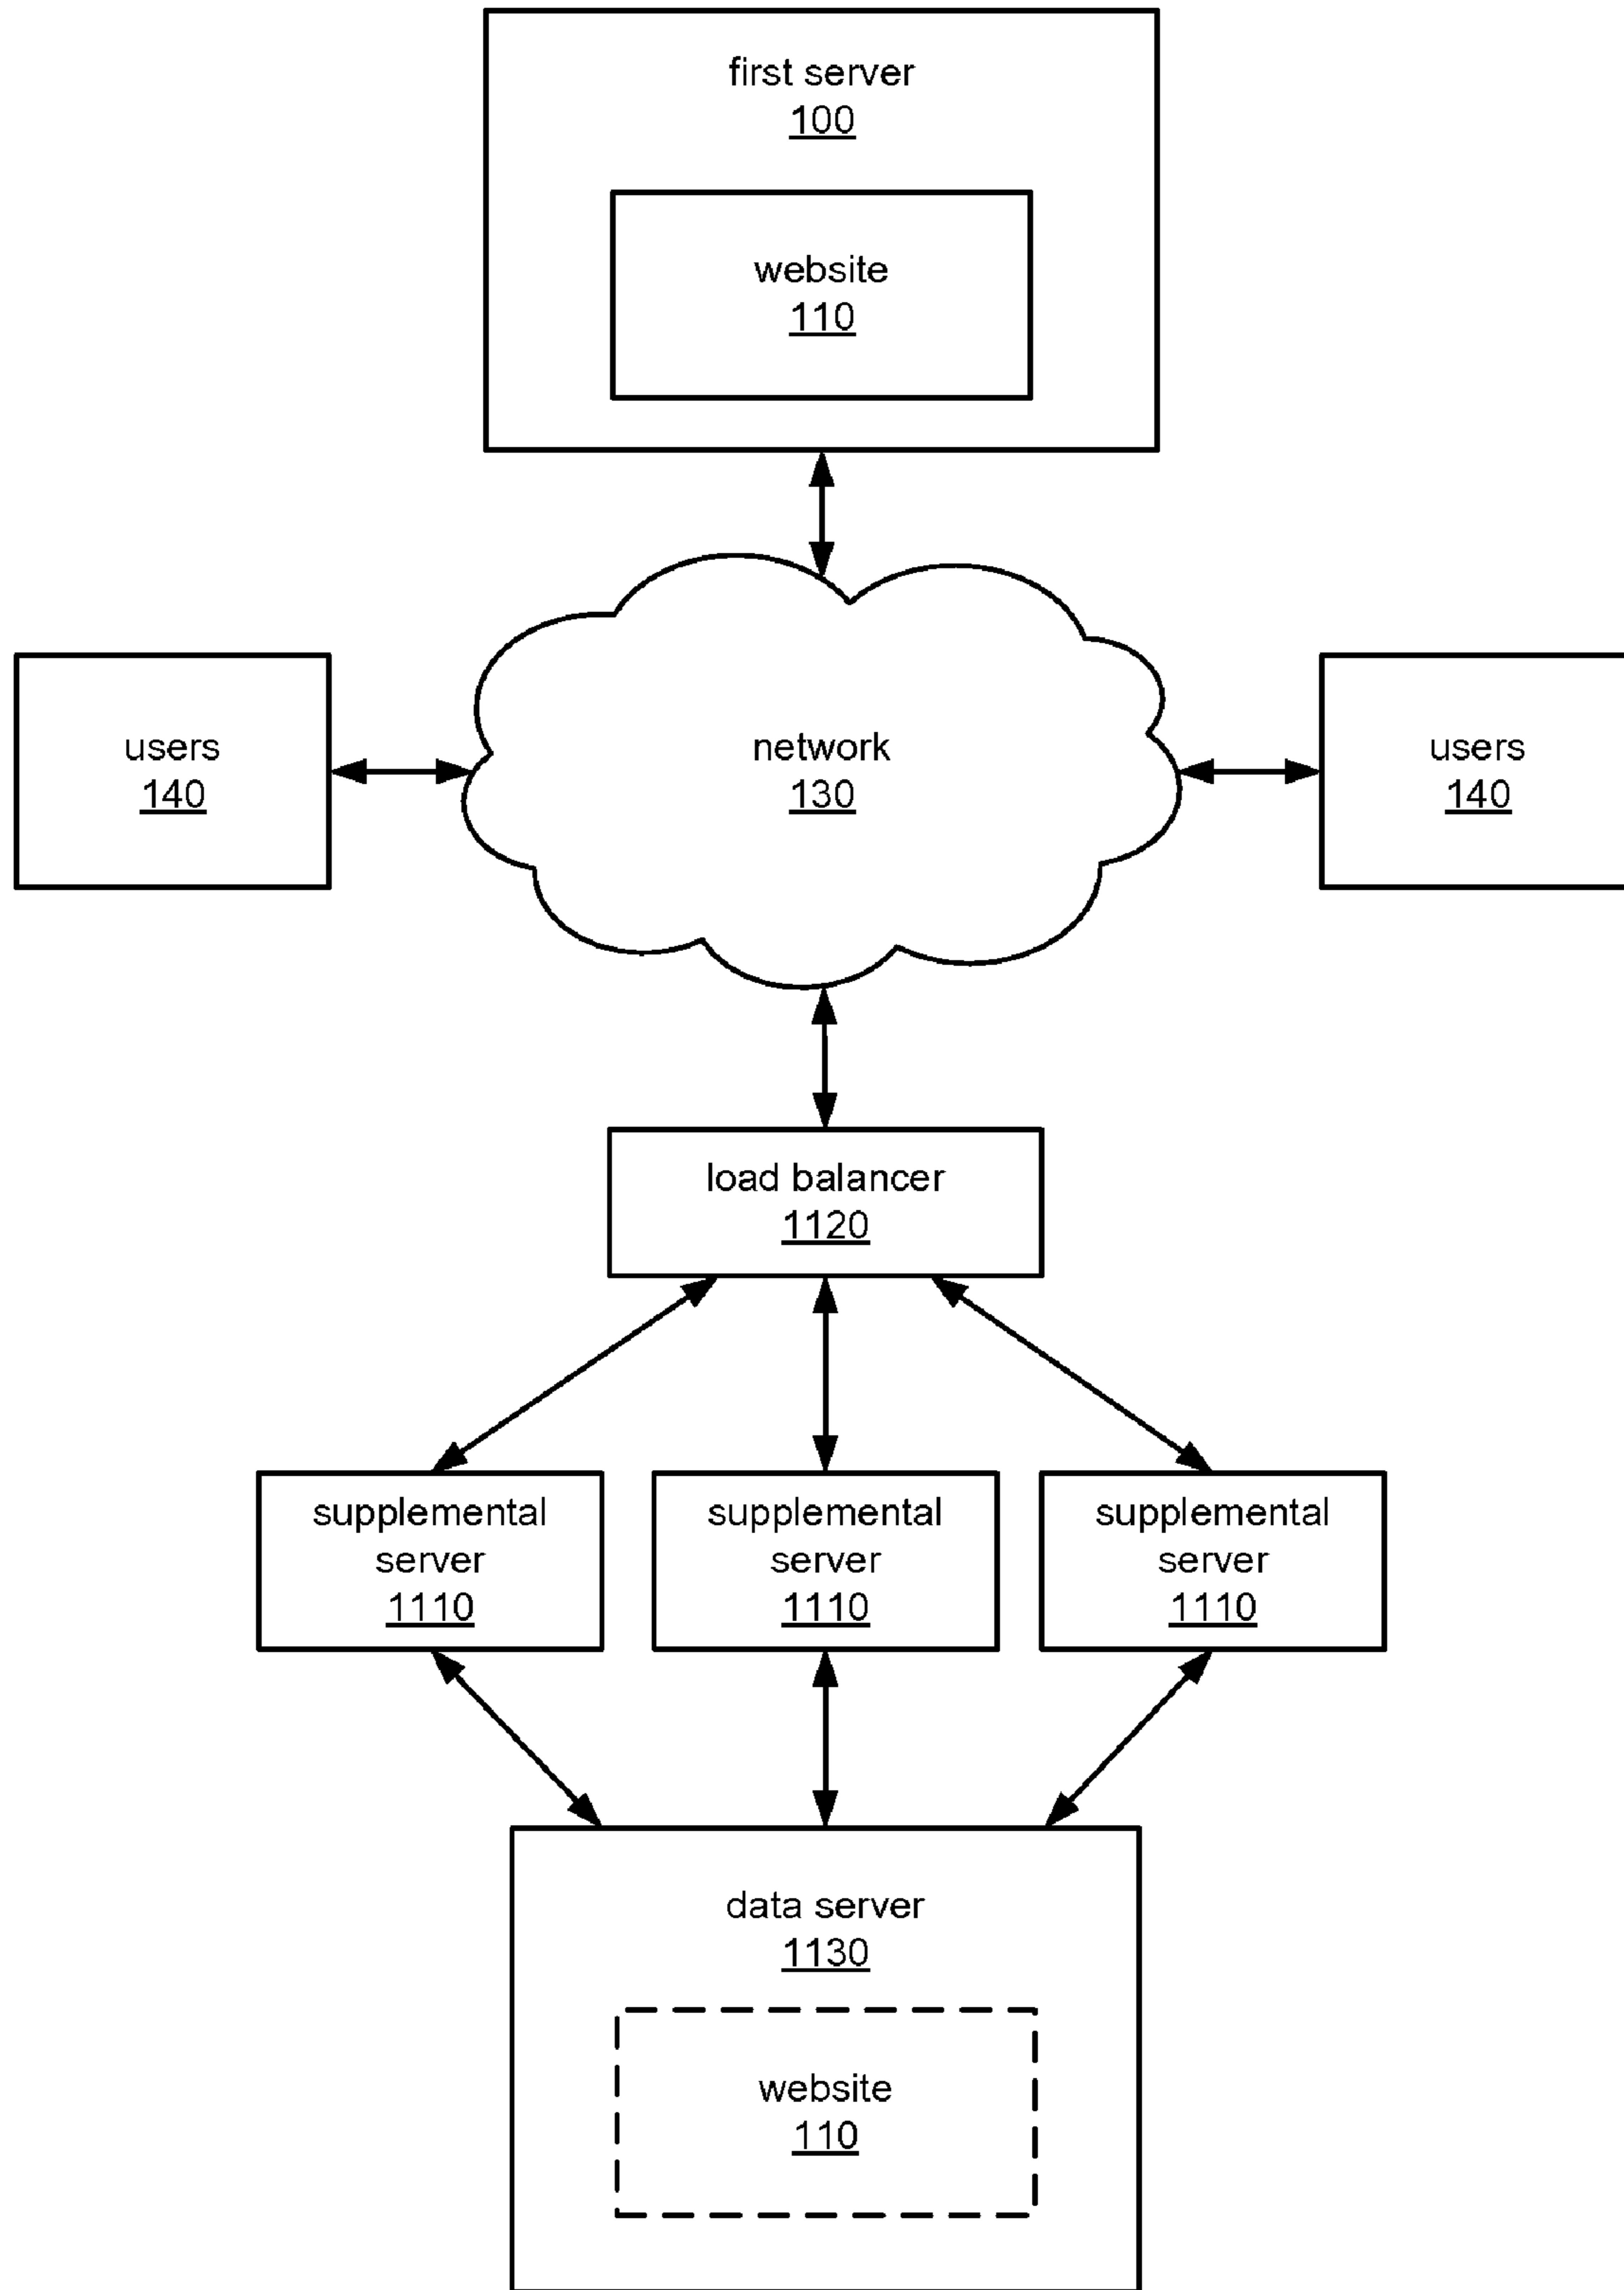 first server
100
website
110
users
140
network
130
users
140
load balancer
1120
supplemental
server
1110
supplemental
server
1110
supplemental
server
1110
data server
1130
website
110